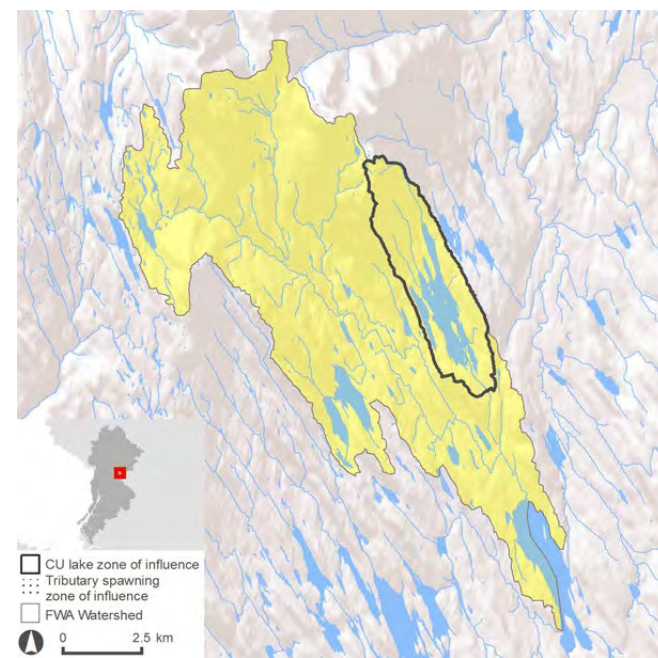 CU lake zone of influence
Tributary spawning
zone of influence
FWA Watershed
0 2.5 km